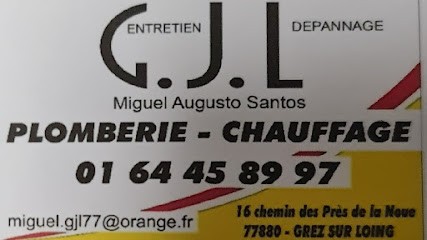 ENTRETIEN DEPANNAGE
G.J.L
Miguel Augusto Santos
PLOMBERIE - CHAUFFAGE
01 64 45 89 97
miguel.gjl77@orange.fr
16 chemin des Près de la Noue
77880 - GREZ SUR LOING